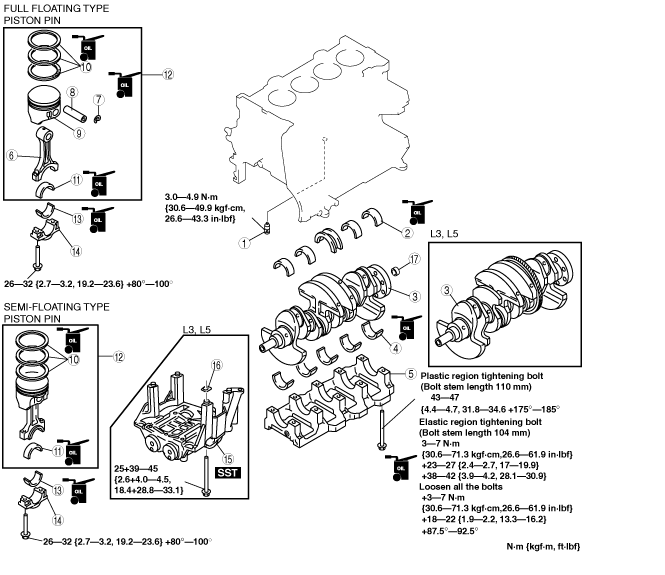 FULL FLOATING TYPE
PISTON PIN
OIL
10
OIL
12
8
7
9
6
11
OIL
13
OIL
14
26—32 {2.7—3.2, 19.2—23.6} +80°—100°
3.0—4.9 N·m
{30.6—49.9 kgf·cm,
26.6—43.3 in·lbf}
1
2
OIL
17
3
4
OIL
5
L3, L5
3
SEMI-FLOATING TYPE
PISTON PIN
OIL
10
12
11
OIL
13
OIL
14
26—32 {2.7—3.2, 19.2—23.6} +80°—100°
L3, L5
16
15
SST
25+39—45
{2.6+4.0—4.5,
18.4+28.8—33.1}
Plastic region tightening bolt
(Bolt stem length 110 mm)
43—47
{4.4—4.7, 31.8—34.6 +175°—185°
Elastic region tightening bolt
(Bolt stem length 104 mm)
3—7 N·m
{30.6—71.3 kgf·cm,26.6—61.9 in·lbf}
+23—27 {2.4—2.7, 17—19.9}
+38—42 {3.9—4.2, 28.1—30.9}
OIL
Loosen all the bolts
+3—7 N·m
{30.6—71.3 kgf·cm,26.6—61.9 in·lbf}
+18—22 {1.9—2.2, 13.3—16.2}
+87.5°—92.5°
N·m {kgf·m, ft·lbf}